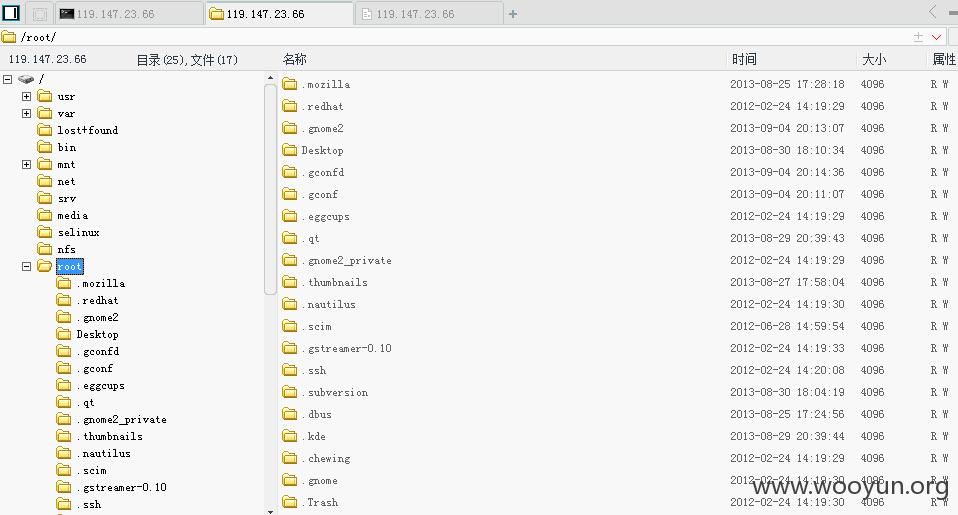 119.147.23.66 119.147.23.66 119.147.23.66 +
/root/
119.147.23.66 目录(25),文件(17) 名称 时间 大小 属性
/
usr
var
lost+found
bin
mnt
net
srv
media
selinux
nfs
root
.mozilla
.redhat
.gnome2
Desktop
.gconfd
.gconf
.eggcups
.qt
.gnome2_private
.thumbnails
.nautilus
.scim
.gstreamer-0.10
.ssh
.mozilla 2013-08-25 17:28:18 4096 R W
.redhat 2012-02-24 14:19:29 4096 R W
.gnome2 2013-09-04 20:13:07 4096 R W
Desktop 2013-08-30 18:10:34 4096 R W
.gconfd 2013-09-04 20:14:36 4096 R W
.gconf 2013-09-04 20:11:07 4096 R W
.eggcups 2012-02-24 14:19:29 4096 R W
.qt 2013-08-29 20:39:43 4096 R W
.gnome2_private 2012-02-24 14:19:29 4096 R W
.thumbnails 2013-08-27 17:58:04 4096 R W
.nautilus 2012-02-24 14:19:30 4096 R W
.scim 2012-06-28 14:59:54 4096 R W
.gstreamer-0.10 2012-02-24 14:19:33 4096 R W
.ssh 2012-02-24 14:20:08 4096 R W
.subversion 2013-08-30 18:04:19 4096 R W
.dbus 2013-08-25 17:24:56 4096 R W
.kde 2013-08-29 20:39:44 4096 R W
.chewing 2012-02-24 14:19:29 4096 R W
.gnome 2012-02-24 14:19:30 4096 R W
.Trash 2012-02-24 14:19:30 4096 R W
www.wooyun.org